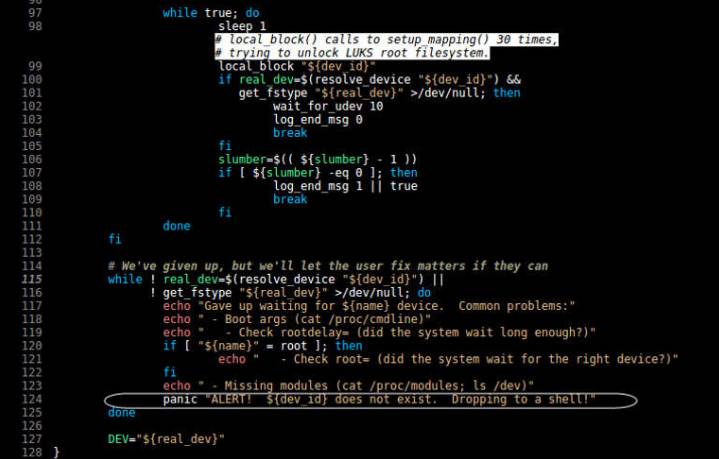 97 while true; do
98 sleep 1
# local_block() calls to setup_mapping() 30 times,
# trying to unlock LUKS root filesystem.
99 local_block "${dev_id}"
100 if real_dev=$(resolve_device "${dev_id}") &&
101 get_fstype "${real_dev}" >/dev/null; then
102 wait_for_udev 10
103 log_end_msg 0
104 break
105 fi
106 slumber=$(( ${slumber} - 1 ))
107 if [ ${slumber} -eq 0 ]; then
108 log_end_msg 1 || true
109 break
110 fi
111 done
112 fi
113
114 # We've given up, but we'll let the user fix matters if they can
115 while ! real_dev=$(resolve_device "${dev_id}") ||
116 ! get_fstype "${real_dev}" >/dev/null; do
117 echo "Gave up waiting for ${name} device.  Common problems:"
118 echo " - Boot args (cat /proc/cmdline)"
119 echo "   - Check rootdelay= (did the system wait long enough?)"
120 if [ "${name}" = root ]; then
121 echo "   - Check root= (did the system wait for the right device?)"
122 fi
123 echo " - Missing modules (cat /proc/modules; ls /dev)"
124 panic "ALERT!  ${dev_id} does not exist.  Dropping to a shell!"
125 done
126
127 DEV="${real_dev}"
128 }